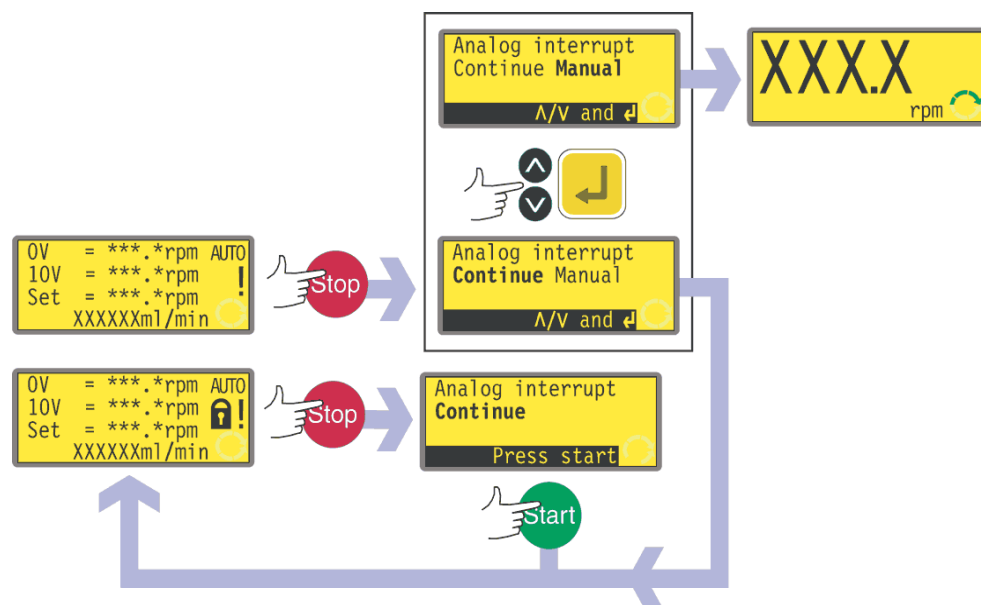 Analog interrupt
Continue Manual
Λ/V and ↲
XXX.X
rpm
0V = ***.*rpm AUTO
10V = ***.*rpm !
Set = ***.*rpm
XXXXXXml/min
Stop
Analog interrupt
Continue Manual
Λ/V and ↲
0V = ***.*rpm AUTO
10V = ***.*rpm !
Set = ***.*rpm
XXXXXXml/min
Stop
Analog interrupt
Continue
Press start
Start